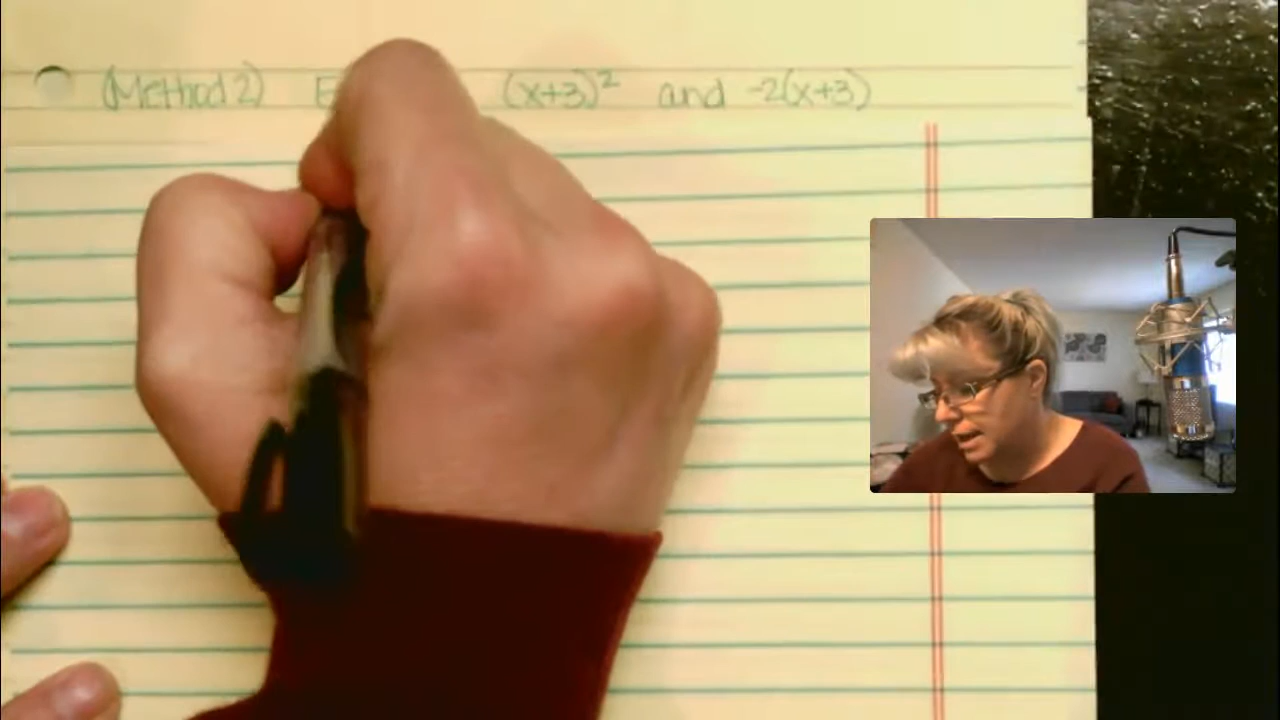 (Method 2) (x+3)² and -2(x+3)